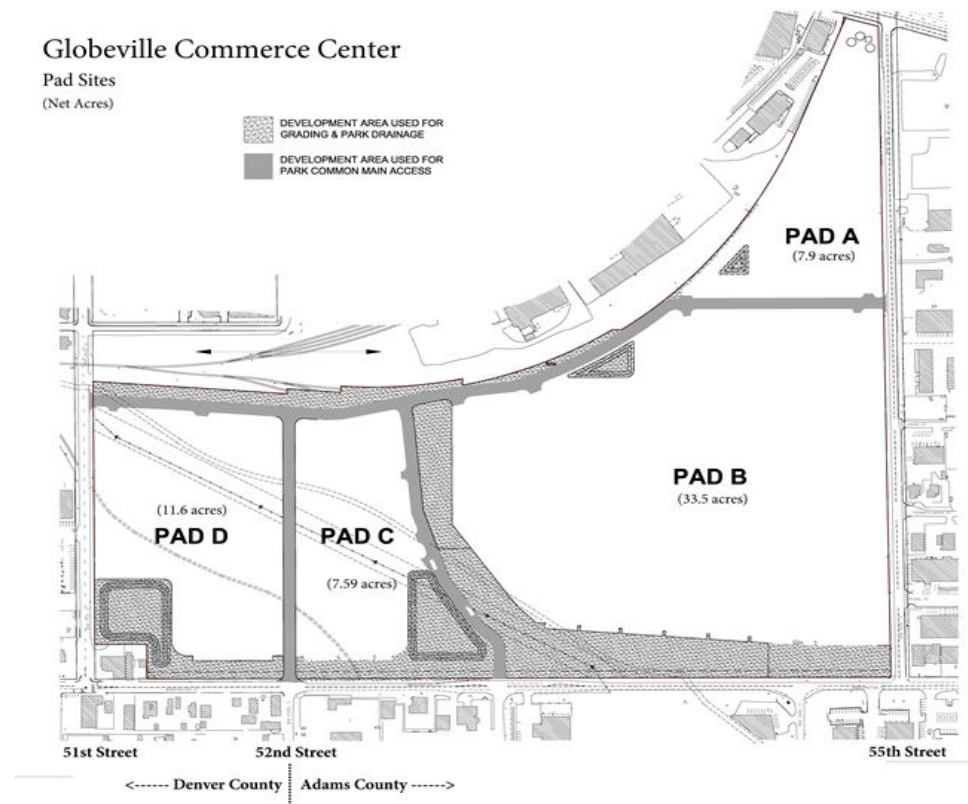 Globeville Commerce Center
Pad Sites
(Net Acres)
DEVELOPMENT AREA USED FOR
GRADING & PARK DRAINAGE
DEVELOPMENT AREA USED FOR
PARK COMMON MAIN ACCESS
PAD A
(7.9 acres)
PAD B
(33.5 acres)
(11.6 acres)
PAD D
PAD C
(7.59 acres)
51st Street
52nd Street
55th Street
<------ Denver County
Adams County ------>